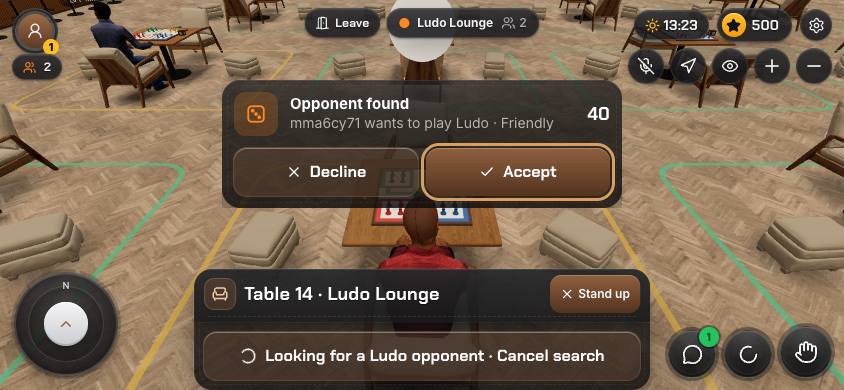 Leave
Ludo Lounge 2
13:23
500
1
2
Opponent found
mma6cy71 wants to play Ludo · Friendly
40
Decline
Accept
N
Table 14 · Ludo Lounge
Stand up
Looking for a Ludo opponent · Cancel search
1